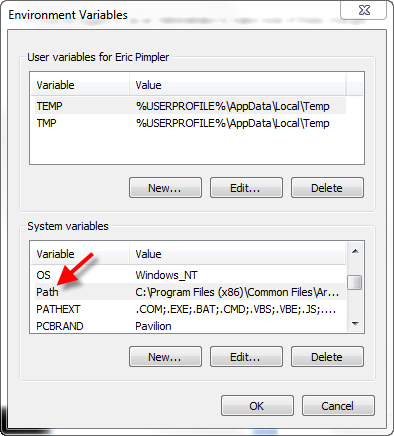 Environment Variables
User variables for Eric Pimpler
Variable Value
TEMP %USERPROFILE%\AppData\Local\Temp
TMP %USERPROFILE%\AppData\Local\Temp
New... Edit... Delete
System variables
Variable Value
OS Windows_NT
Path C:\Program Files (x86)\Common Files\Ar...
PATHEXT .COM;.EXE;.BAT;.CMD;.VBS;.VBE;.JS;....
PCBRAND Pavilion
New... Edit... Delete
OK Cancel